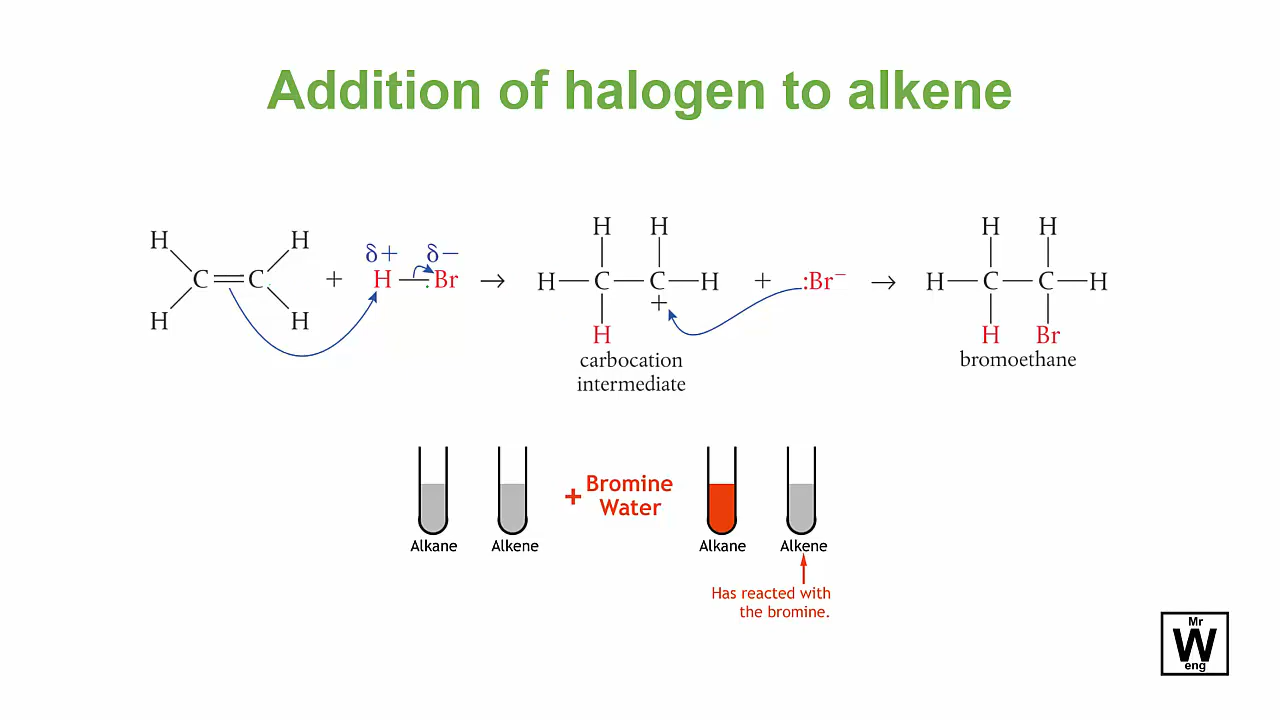 Addition of halogen to alkene
H H H H H H
δ+ δ−
C=C + H—:Br → H—C—C—H + :Br⁻ → H—C—C—H
+
H H H H Br
carbocation
intermediate
bromoethane
+ Bromine
Water
Alkane Alkene Alkane Alkene
Has reacted with
the bromine.
Mr
W
eng